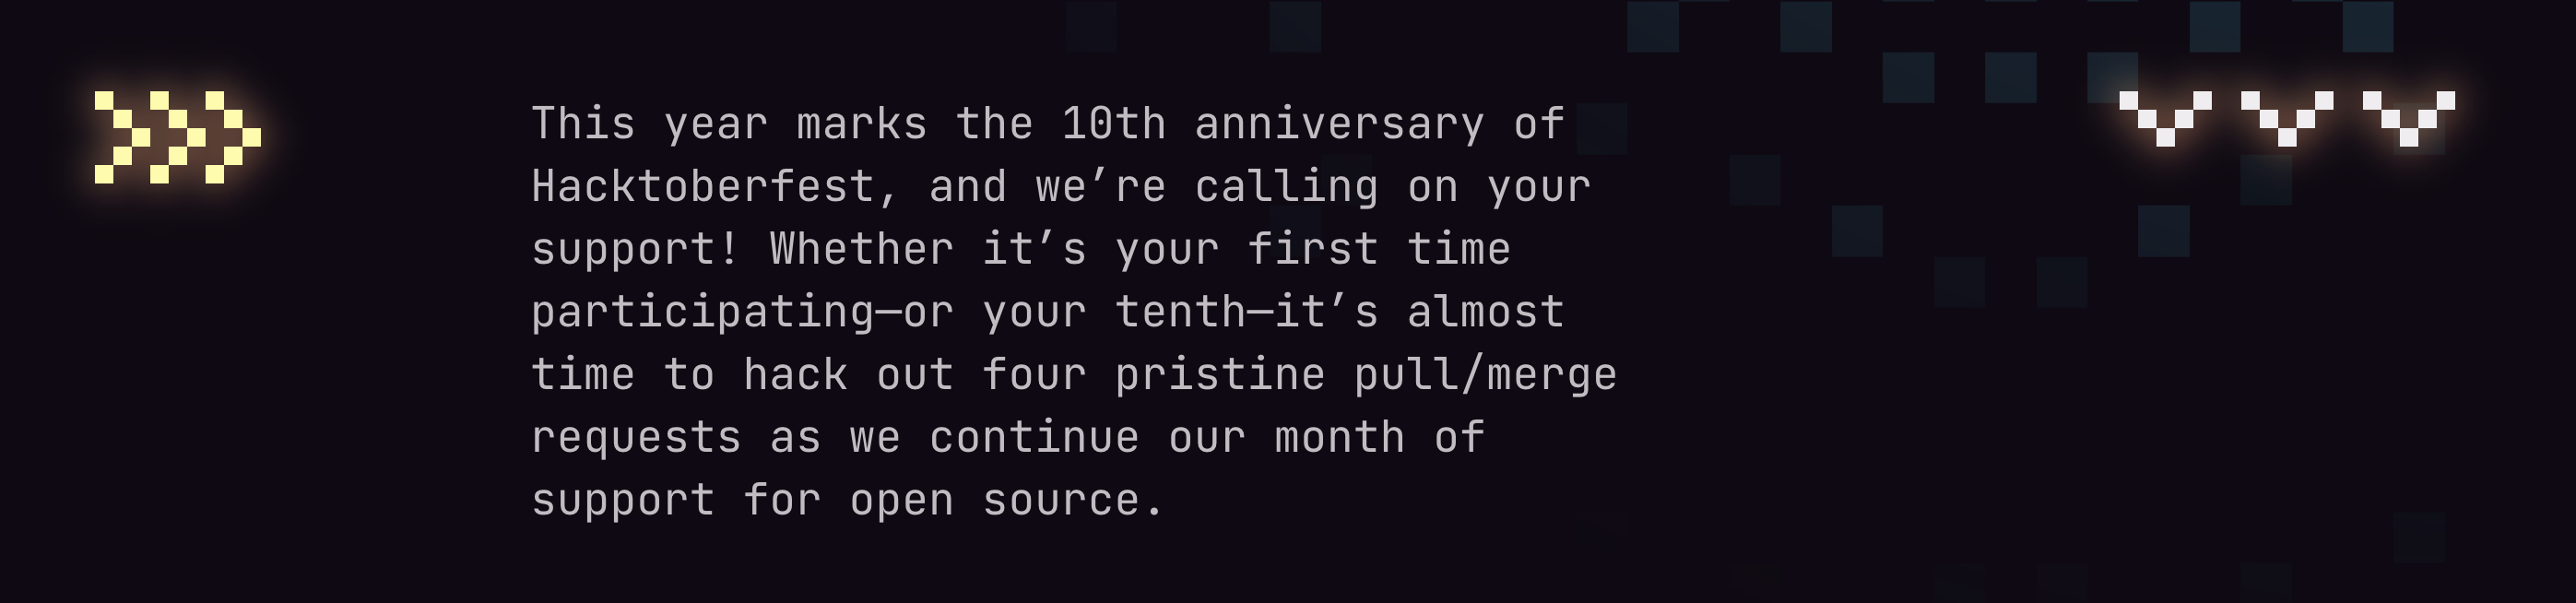 This year marks the 10th anniversary of
Hacktoberfest, and we’re calling on your
support! Whether it’s your first time
participating—or your tenth—it’s almost
time to hack out four pristine pull/merge
requests as we continue our month of
support for open source.